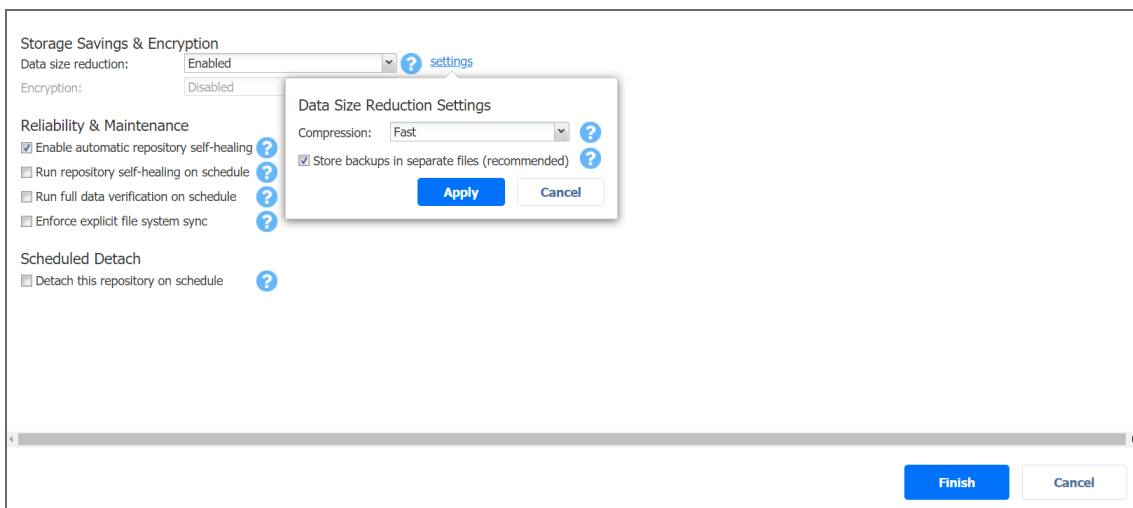 Storage Savings & Encryption
Data size reduction: Enabled ? settings
Encryption: Disabled
Data Size Reduction Settings
Compression: Fast ?
Store backups in separate files (recommended) ?
Apply Cancel
Reliability & Maintenance
Enable automatic repository self-healing ?
Run repository self-healing on schedule ?
Run full data verification on schedule ?
Enforce explicit file system sync ?
Scheduled Detach
Detach this repository on schedule ?
Finish Cancel